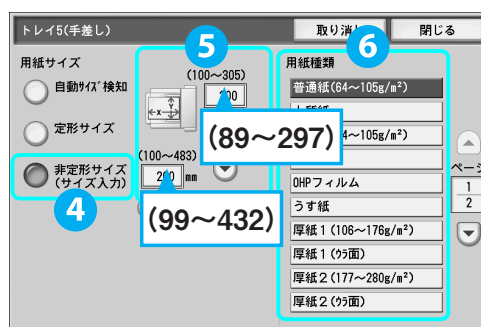 トレイ5(手差し)
取り消し
閉じる
用紙サイズ
5
6
用紙種類
自動ｻｲｽﾞ検知
(100～305)
普通紙(64～105g/m²)
定形サイズ
(89～297)
4～105g/m²)
(100～483)
ページ
非定形サイズ
(サイズ入力)
mm
OHPフィルム
1
2
4
(99～432)
うす紙
厚紙1(106～176g/m²)
厚紙1(ｳﾗ面)
厚紙2(177～280g/m²)
厚紙2(ｳﾗ面)